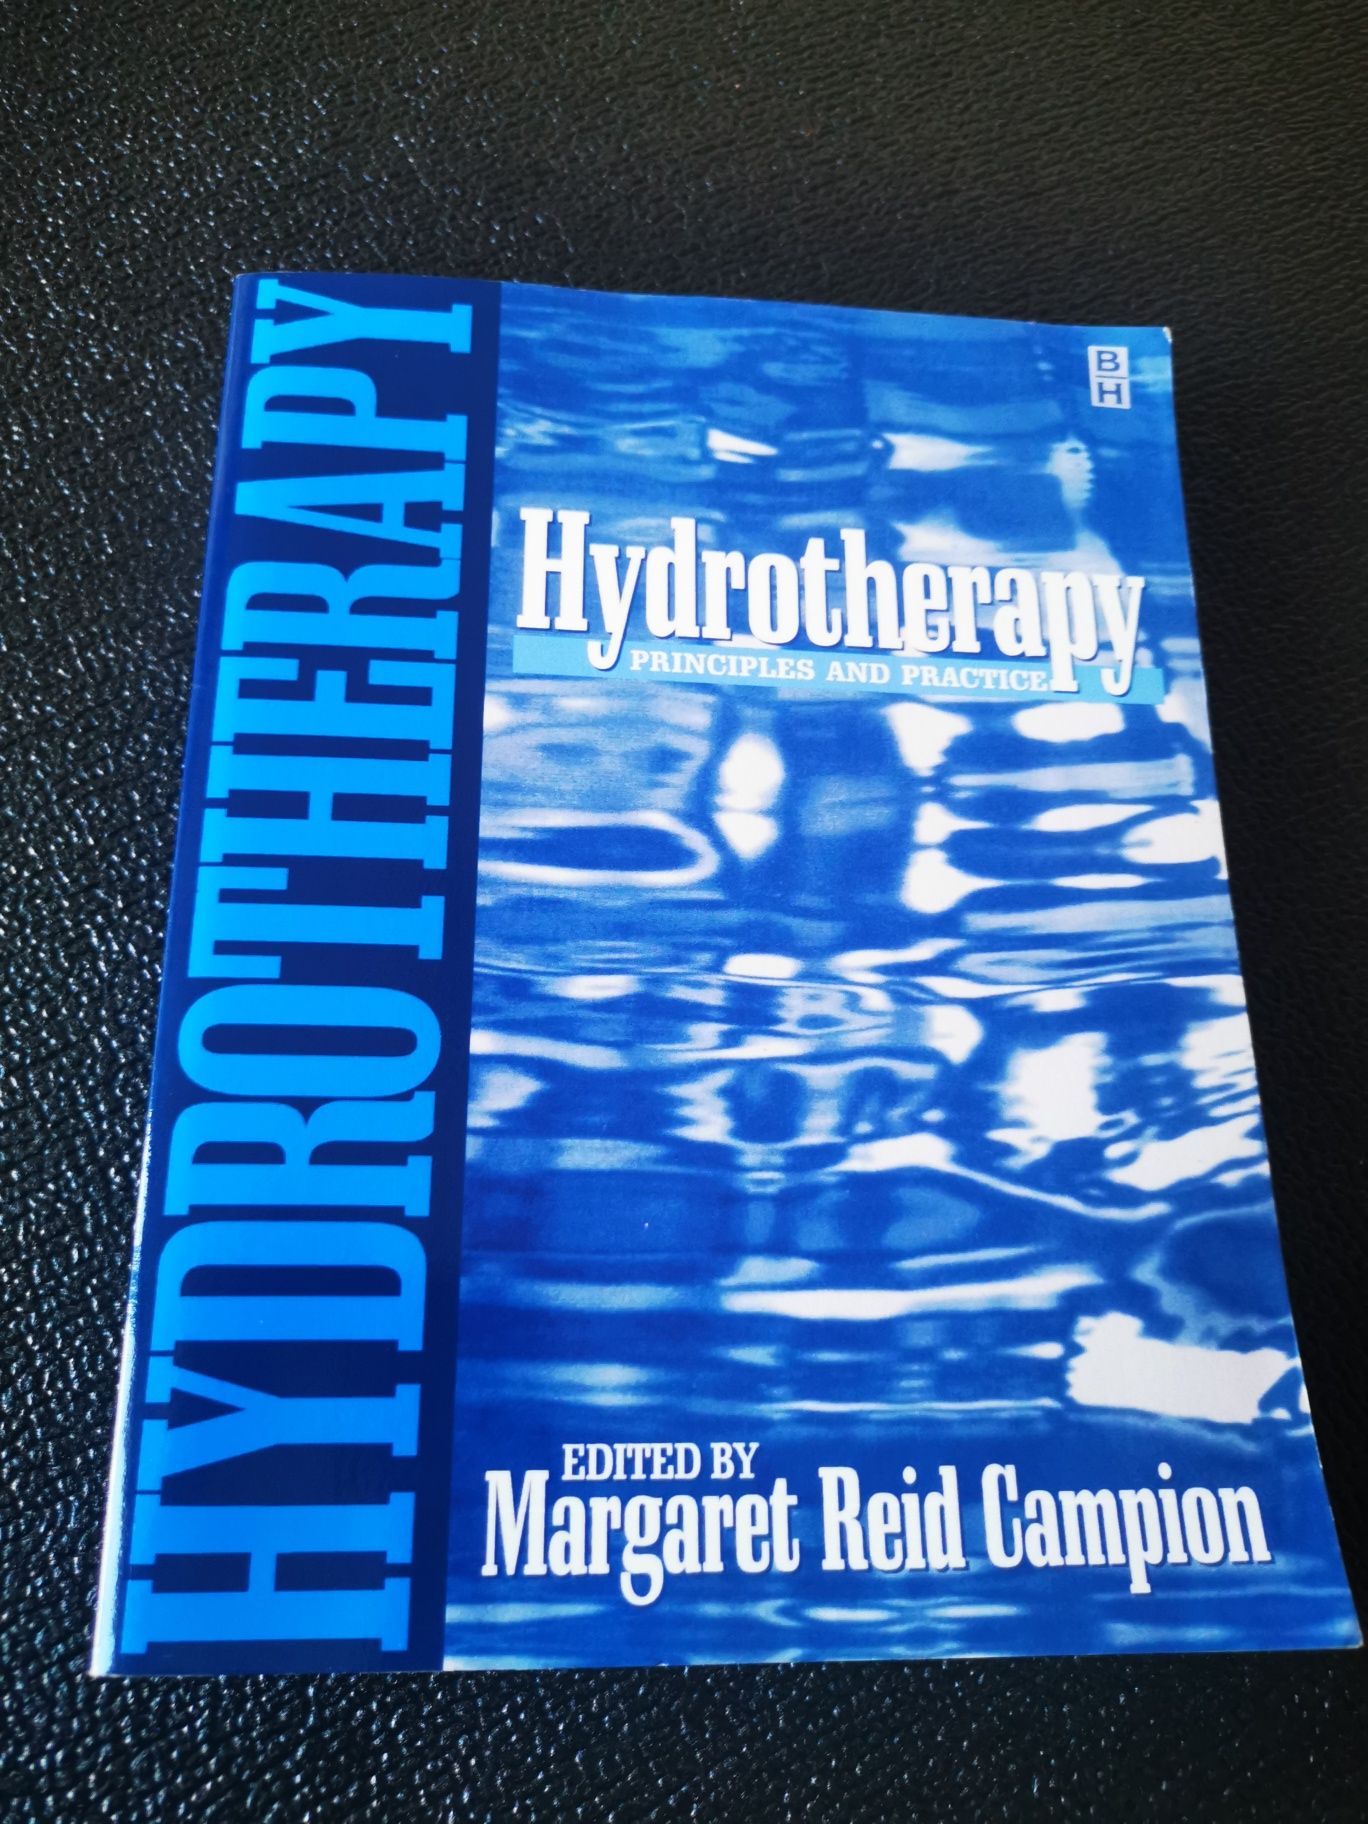 HYDROTHERAPY
B
H
Hydrotherapy
PRINCIPLES AND PRACTICE
EDITED BY
Margaret Reid Campion